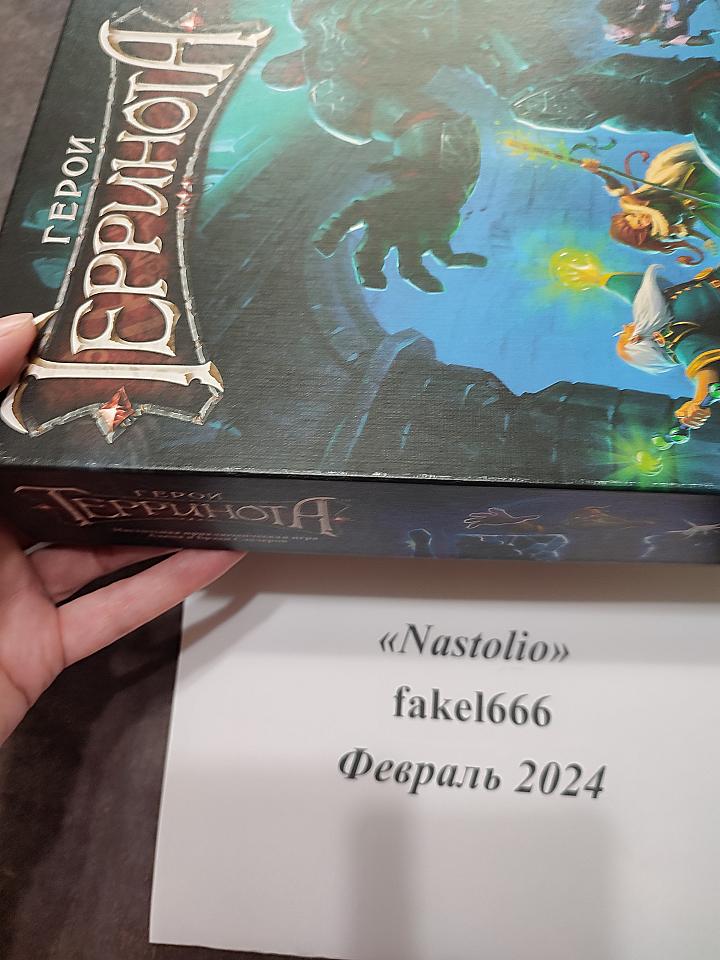 ГЕРОИ
ТЕРРИНОТА
ГЕРОИ
ТЕРРИНОТА
«Nastolio»
fakel666
Февраль 2024